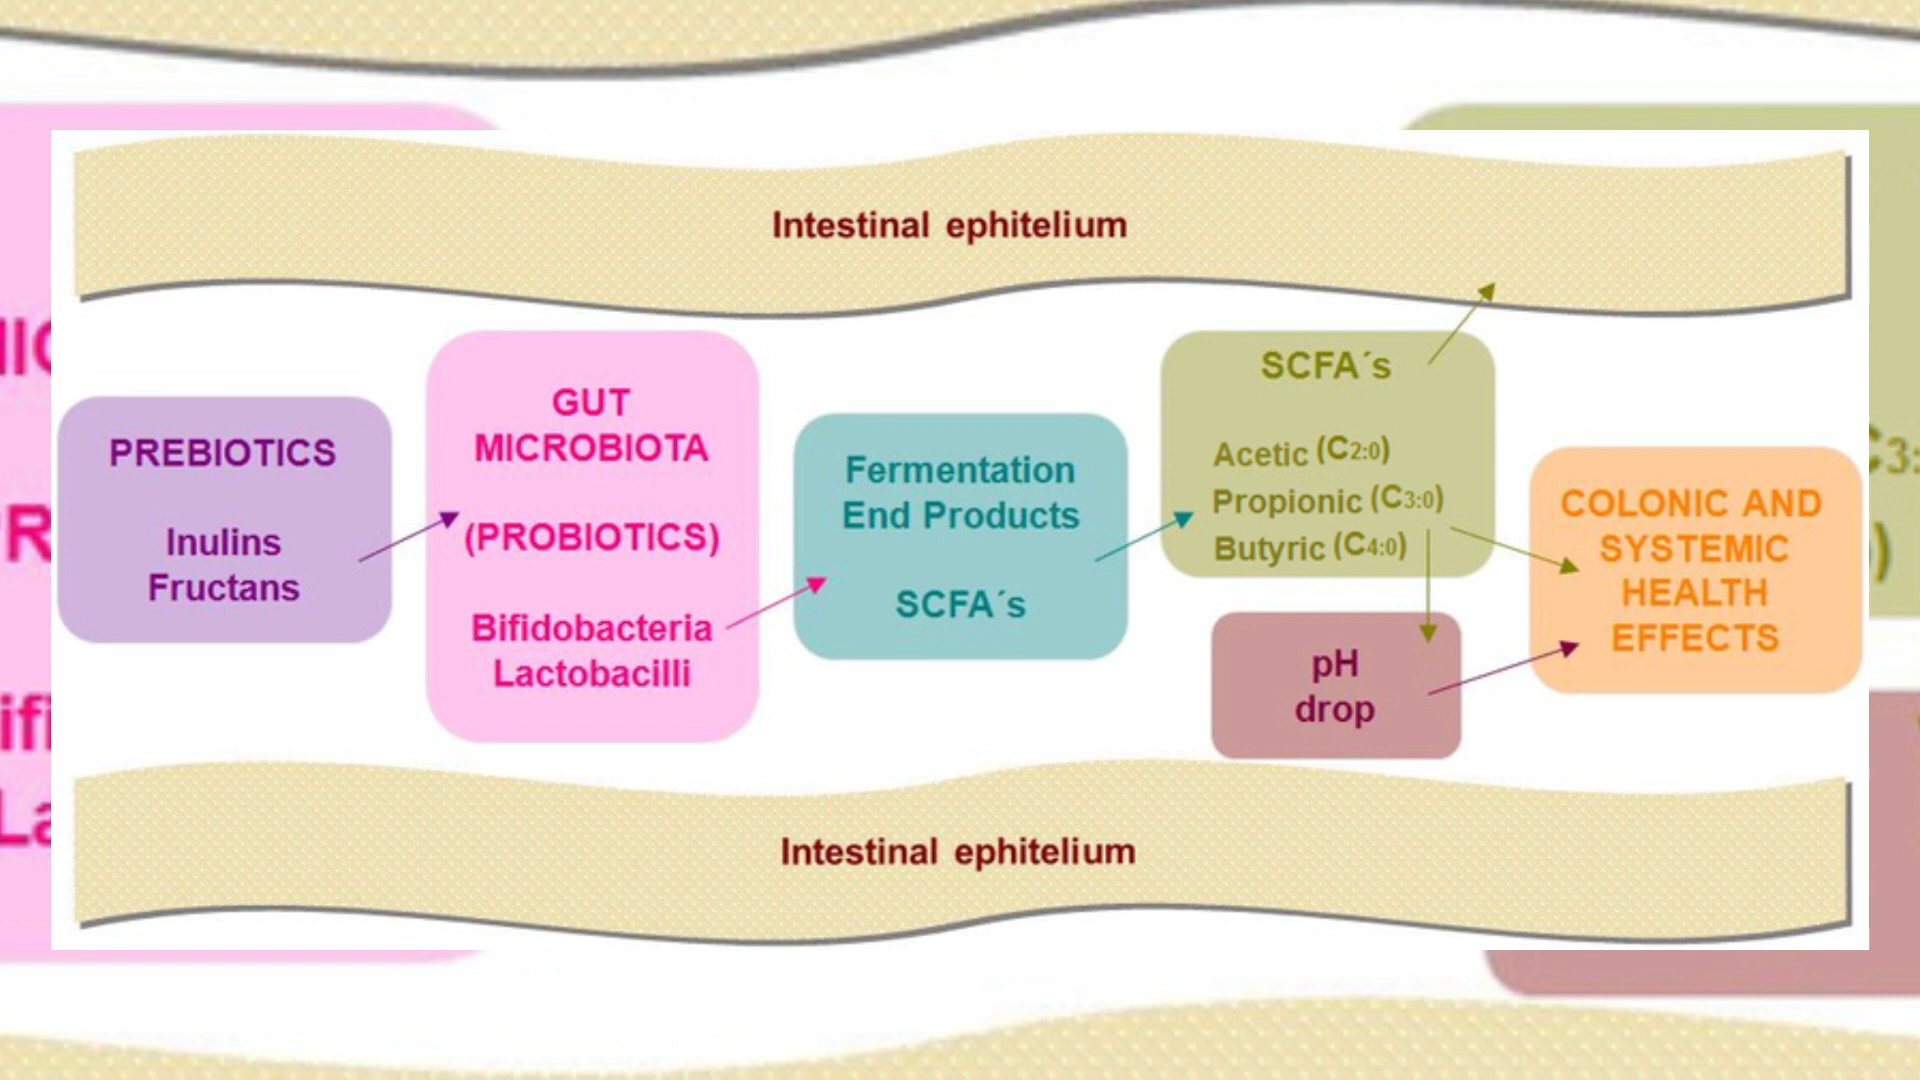 Intestinal ephitelium
PREBIOTICS
Inulins
Fructans
GUT
MICROBIOTA
(PROBIOTICS)
Bifidobacteria
Lactobacilli
Fermentation
End Products
SCFA´s
SCFA´s
Acetic (C2:0)
Propionic (C3:0)
Butyric (C4:0)
pH
drop
COLONIC AND
SYSTEMIC
HEALTH
EFFECTS
Intestinal ephitelium